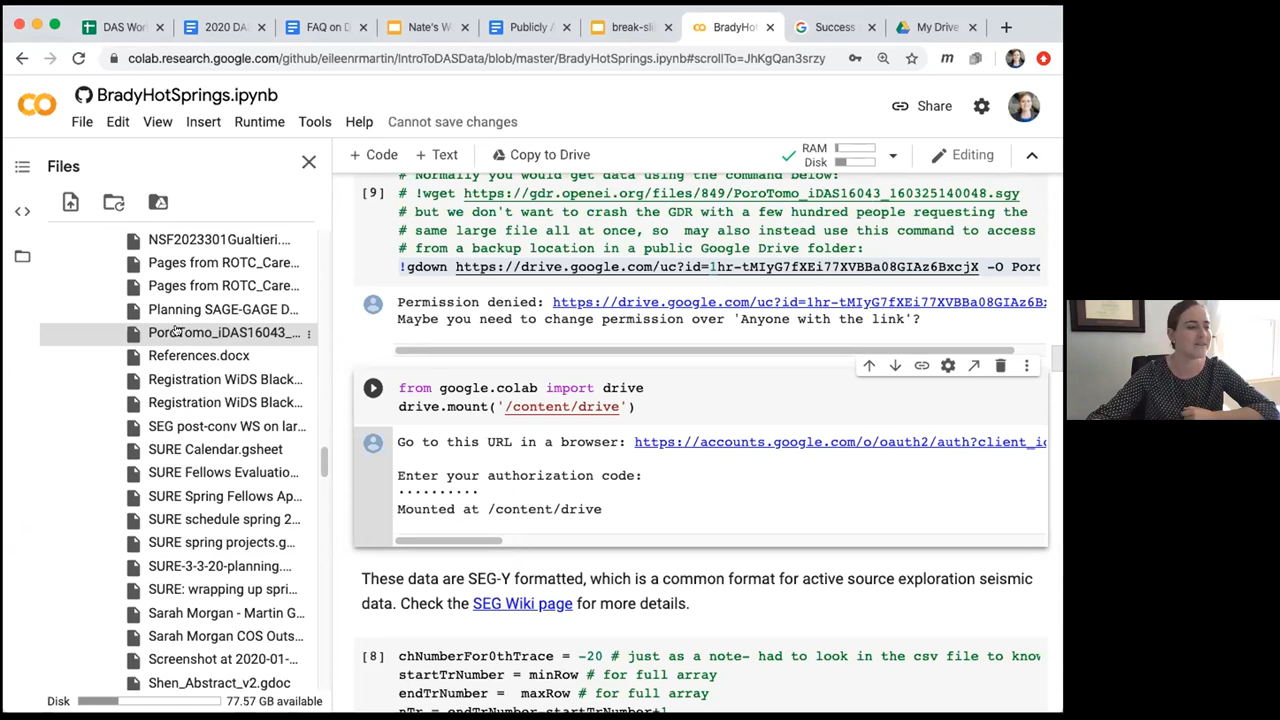 DAS Wor
2020 DA
FAQ on D
Nate's W
Publicly A
break-sli
BradyHot
Success
My Drive
colab.research.google.com/github/eileenrmartin/IntroToDASData/blob/master/BradyHotSprings.ipynb#scrollTo=JhKgQan3srzy
BradyHotSprings.ipynb
Share
File Edit View Insert Runtime Tools Help Cannot save changes
Files
+ Code + Text Copy to Drive
RAM
Disk
Editing
NSF2023301Gualtieri....
Pages from ROTC_Care...
Pages from ROTC_Care...
Planning SAGE-GAGE D...
PoroTomo_iDAS16043_...
References.docx
Registration WiDS Black...
Registration WiDS Black...
SEG post-conv WS on lar...
SURE Calendar.gsheet
SURE Fellows Evaluatio...
SURE Spring Fellows Ap...
SURE schedule spring 2...
SURE spring projects.g...
SURE-3-3-20-planning....
SURE: wrapping up spri...
Sarah Morgan - Martin G...
Sarah Morgan COS Outs...
Screenshot at 2020-01-...
Shen_Abstract_v2.gdoc
Disk 77.57 GB available
# Normally you would get data using the command below:
[9] # !wget https://gdr.openei.org/files/849/PoroTomo_iDAS16043_160325140048.sgy
# but we don't want to crash the GDR with a few hundred people requesting the
# same large file all at once, so may also instead use this command to access
# from a backup location in a public Google Drive folder:
!gdown https://drive.google.com/uc?id=1hr-tMIyG7fXEi77XVBBa08GIAz6BxcjX -O Poro
Permission denied: https://drive.google.com/uc?id=1hr-tMIyG7fXEi77XVBBa08GIAz6B
Maybe you need to change permission over 'Anyone with the link'?
from google.colab import drive
drive.mount('/content/drive')
Go to this URL in a browser: https://accounts.google.com/o/oauth2/auth?client_i
Enter your authorization code:
··········
Mounted at /content/drive
These data are SEG-Y formatted, which is a common format for active source exploration seismic
data. Check the SEG Wiki page for more details.
[8] chNumberFor0thTrace = -20 # just as a note- had to look in the csv file to know
startTrNumber = minRow # for full array
endTrNumber = maxRow # for full array
nTr = endTrNumber-startTrNumber+1